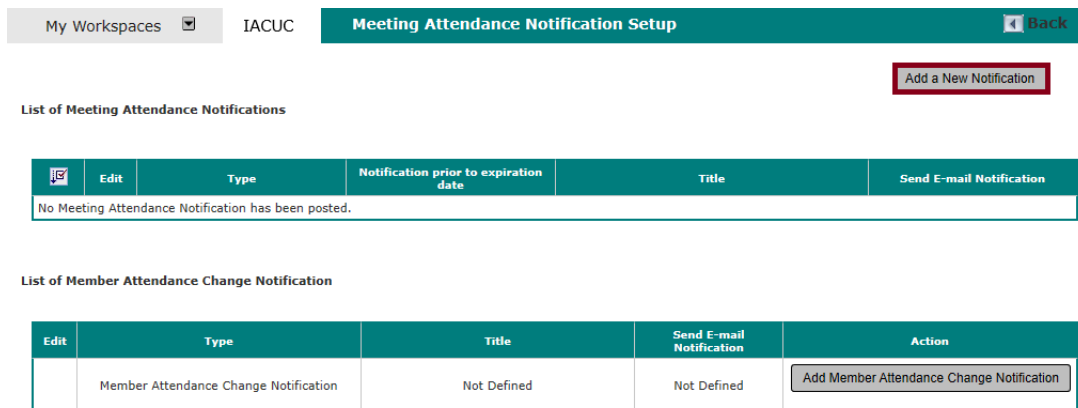 My Workspaces IACUC Meeting Attendance Notification Setup Back
Add a New Notification
List of Meeting Attendance Notifications
Edit Type Notification prior to expiration date Title Send E-mail Notification
No Meeting Attendance Notification has been posted.
List of Member Attendance Change Notification
Edit Type Title Send E-mail Notification Action
Member Attendance Change Notification Not Defined Not Defined Add Member Attendance Change Notification